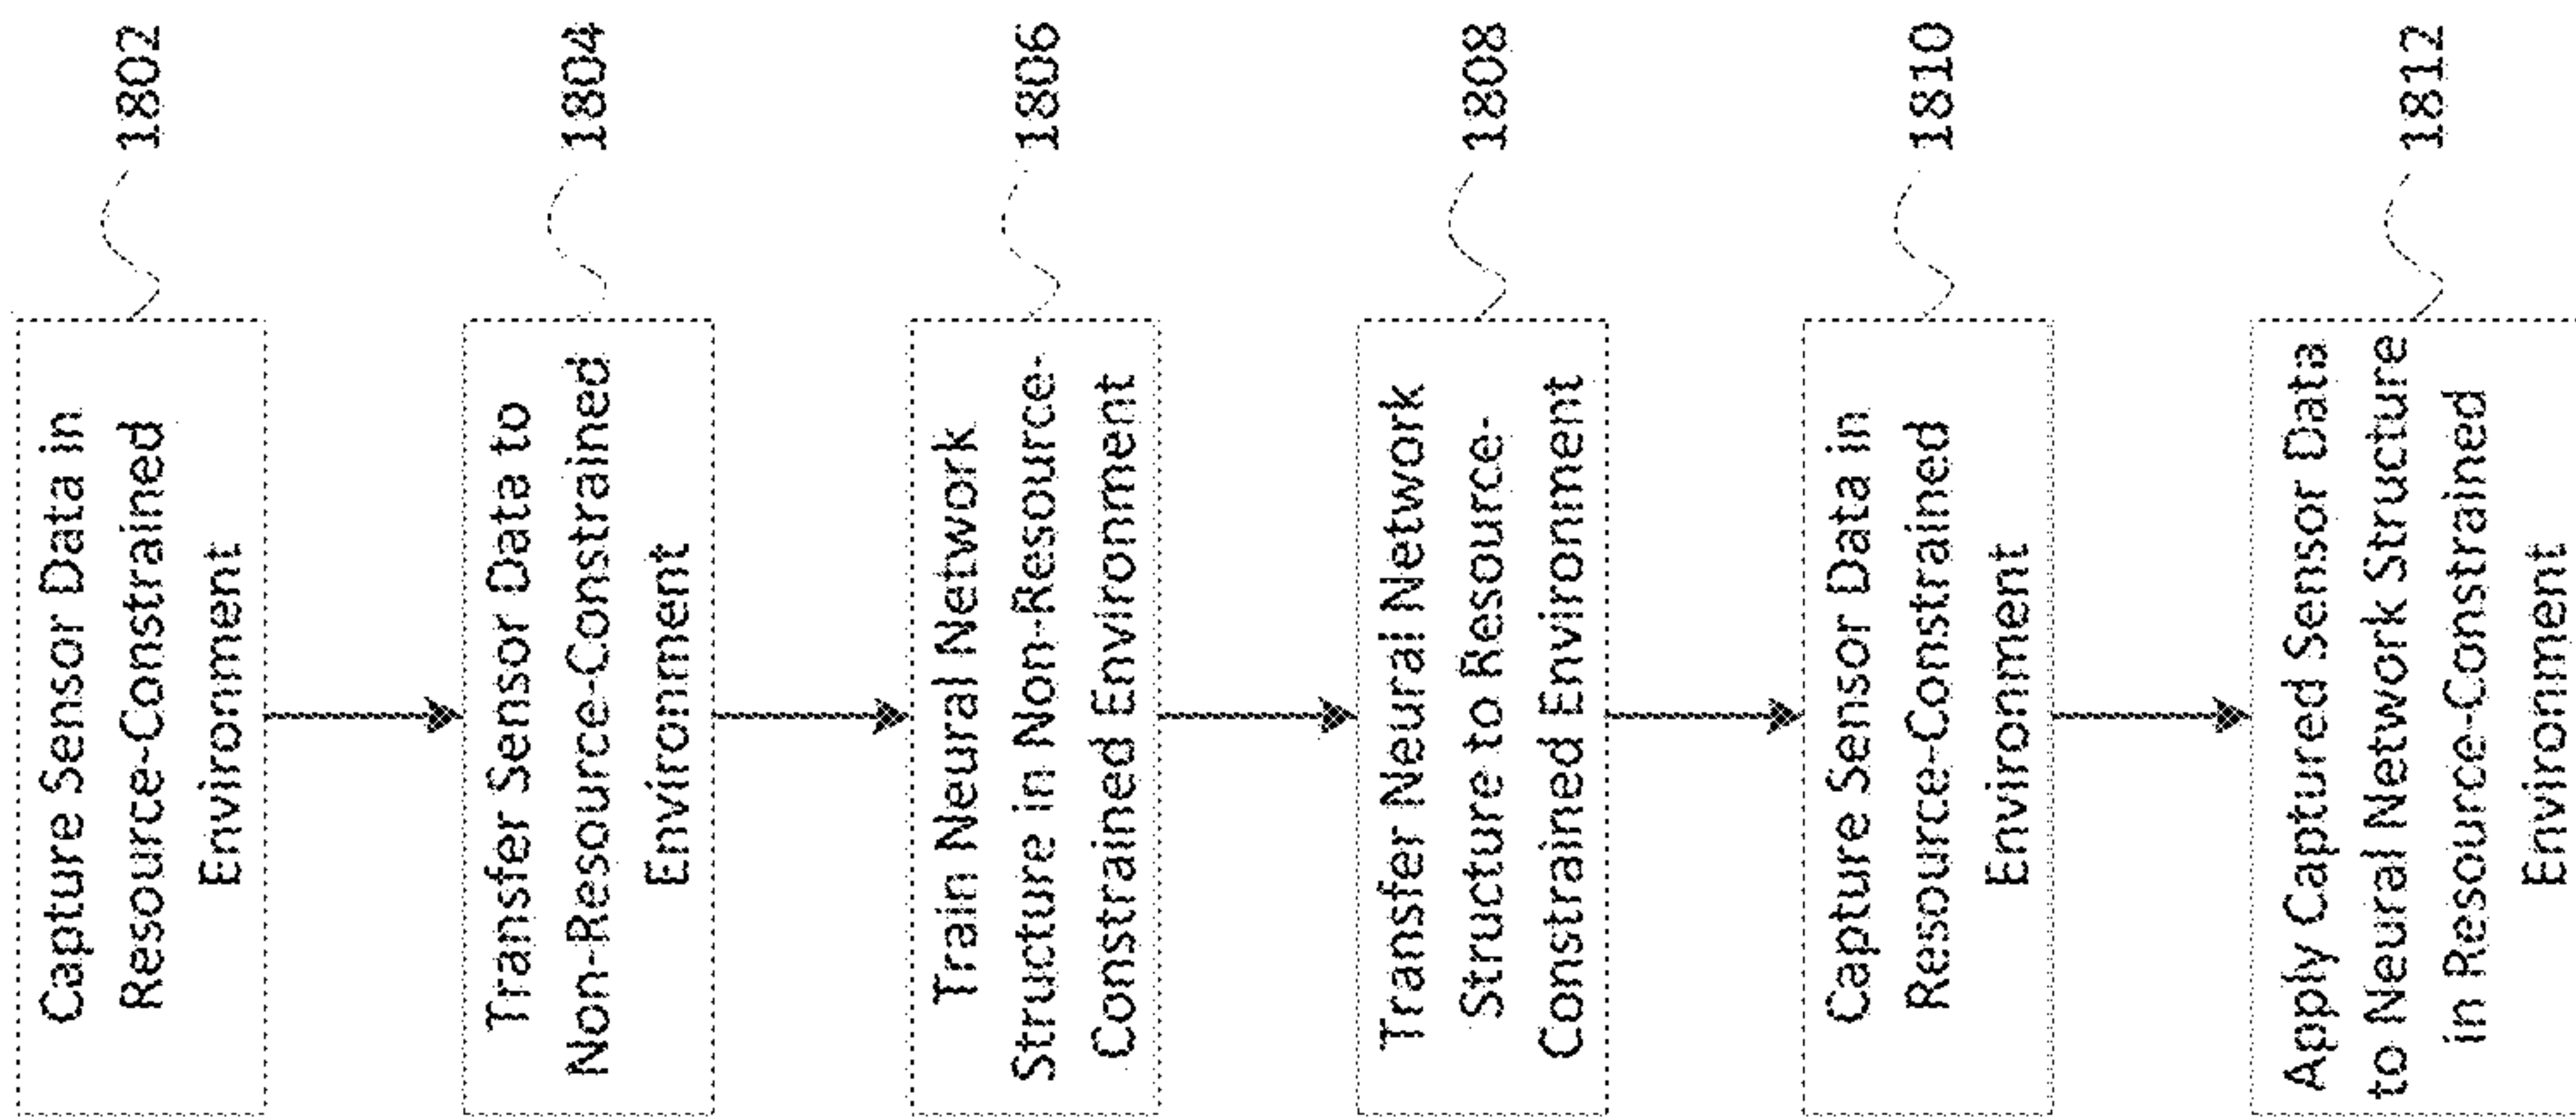 Capture Sensor Data in
Resource-Constrained
Environment
1802
Transfer Sensor Data to
Non-Resource-Constrained
Environment
1804
Train Neural Network
Structure in Non-Resource-
Constrained Environment
1806
Transfer Neural Network
Structure to Resource-
Constrained Environment
1808
Capture Sensor Data in
Resource-Constrained
Environment
1810
Apply Captured Sensor Data
to Neural Network Structure
in Resource-Constrained
Environment
1812